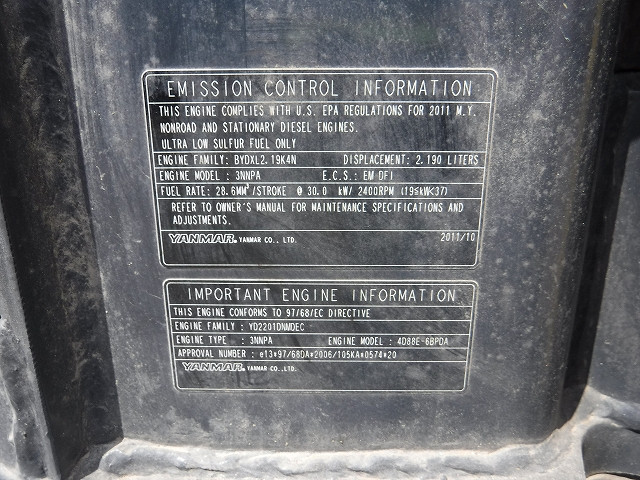 EMISSION CONTROL INFORMATION
THIS ENGINE COMPLIES WITH U.S. EPA REGULATIONS FOR 2011 M.Y.
NONROAD AND STATIONARY DIESEL ENGINES.
ULTRA LOW SULFUR FUEL ONLY
ENGINE FAMILY: BYDXL2.19K4N DISPLACEMENT: 2.190 LITERS
ENGINE MODEL : 3NNPA E.C.S.: EM DFI
FUEL RATE: 28.6MM³/STROKE @ 30.0 kW/ 2400RPM (19≤kW<37)
REFER TO OWNER'S MANUAL FOR MAINTENANCE SPECIFICATIONS AND
ADJUSTMENTS.
YANMAR® YANMAR CO., LTD. 2011/10
IMPORTANT ENGINE INFORMATION
THIS ENGINE CONFORMS TO 97/68/EC DIRECTIVE
ENGINE FAMILY : YD2201DNMDEC
ENGINE TYPE : 3NNPA ENGINE MODEL : 4D88E-6BPDA
APPROVAL NUMBER : e13*97/68DA*2006/105KA*0574*20
YANMAR® YANMAR CO., LTD.